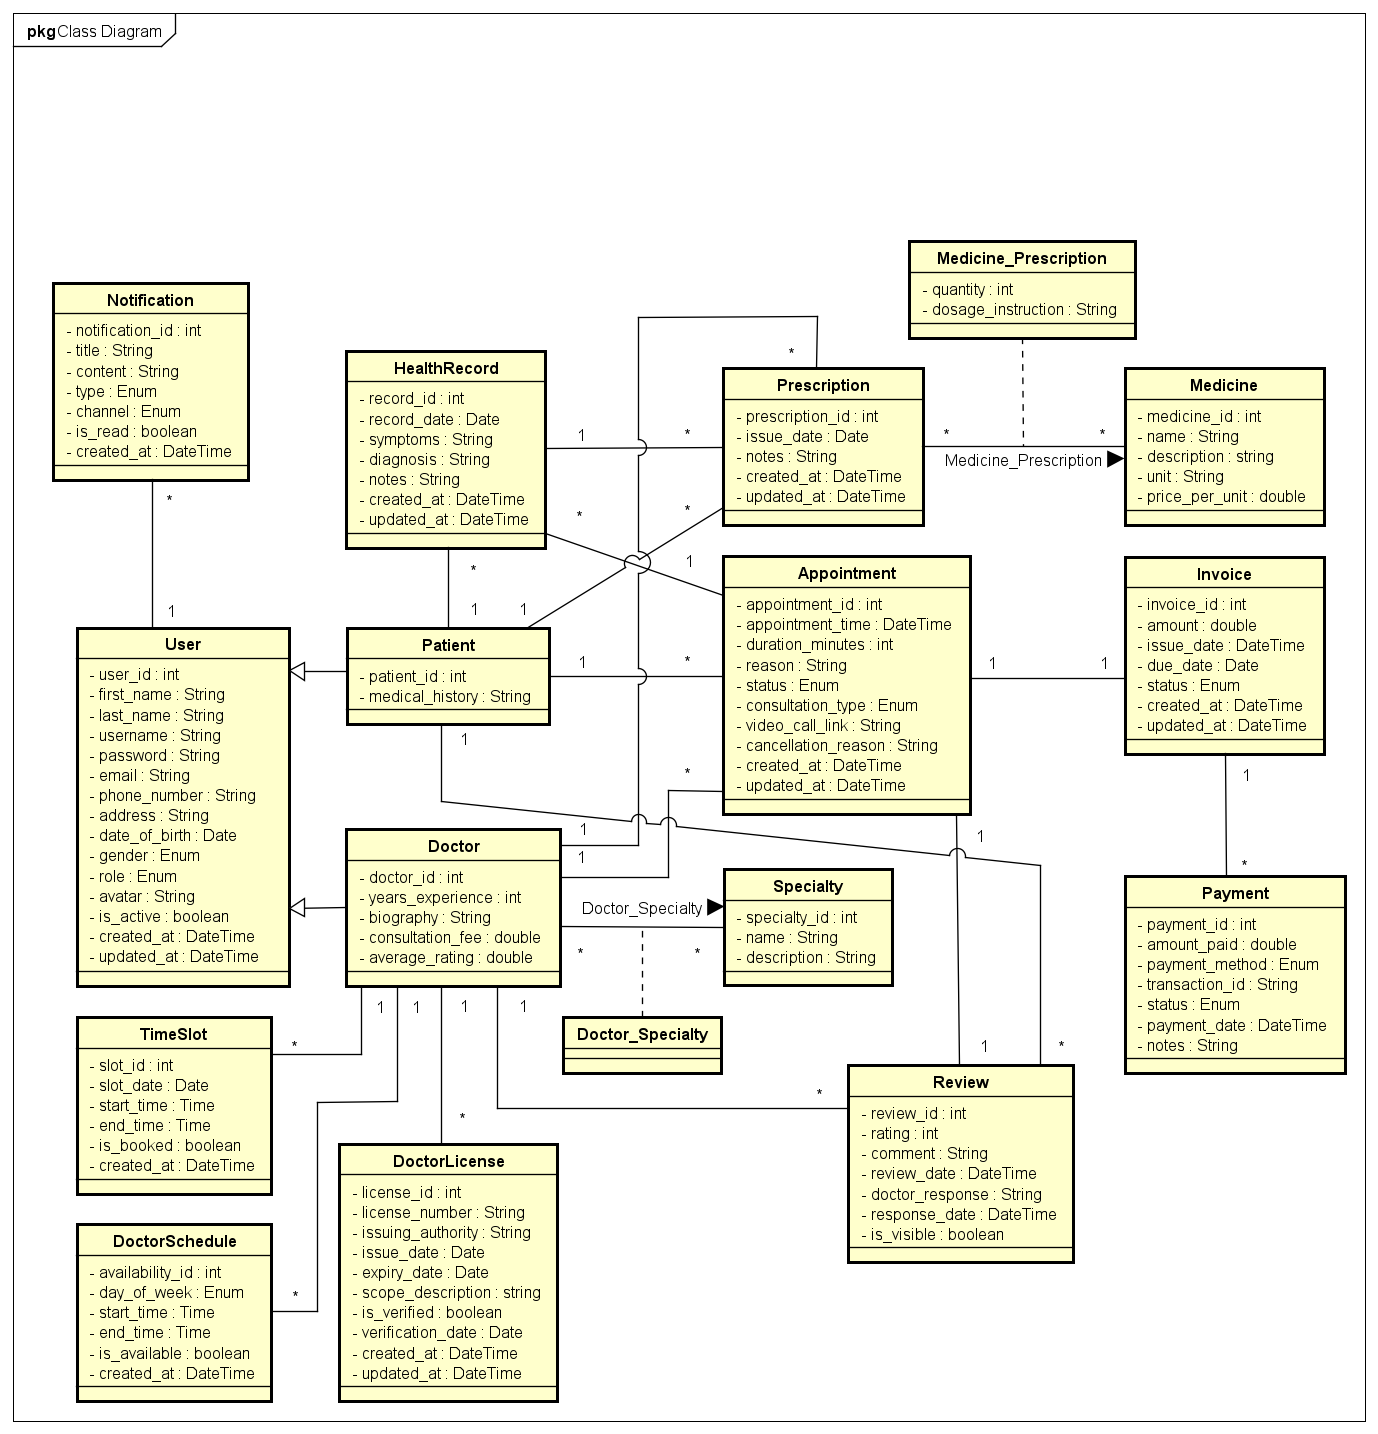 pkg Class Diagram
Medicine_Prescription
- quantity : int
- dosage_instruction : String
Notification
- notification_id : int
- title : String
- content : String
- type : Enum
- channel : Enum
- is_read : boolean
- created_at : DateTime
*
1
HealthRecord
- record_id : int
- record_date : Date
- symptoms : String
- diagnosis : String
- notes : String
- created_at : DateTime
- updated_at : DateTime
1
*
*
1
*
1
*
Prescription
- prescription_id : int
- issue_date : Date
- notes : String
- created_at : DateTime
- updated_at : DateTime
*
*
Medicine_Prescription
*
1
Medicine
- medicine_id : int
- name : String
- description : string
- unit : String
- price_per_unit : double
User
- user_id : int
- first_name : String
- last_name : String
- username : String
- password : String
- email : String
- phone_number : String
- address : String
- date_of_birth : Date
- gender : Enum
- role : Enum
- avatar : String
- is_active : boolean
- created_at : DateTime
- updated_at : DateTime
Patient
- patient_id : int
- medical_history : String
1
*
1
Appointment
- appointment_id : int
- appointment_time : DateTime
- duration_minutes : int
- reason : String
- status : Enum
- consultation_type : Enum
- video_call_link : String
- cancellation_reason : String
- created_at : DateTime
- updated_at : DateTime
1
1
Invoice
- invoice_id : int
- amount : double
- issue_date : DateTime
- due_date : Date
- status : Enum
- created_at : DateTime
- updated_at : DateTime
1
*
*
1
1
1
Doctor
- doctor_id : int
- years_experience : int
- biography : String
- consultation_fee : double
- average_rating : double
Doctor_Specialty
*
*
Specialty
- specialty_id : int
- name : String
- description : String
Payment
- payment_id : int
- amount_paid : double
- payment_method : Enum
- transaction_id : String
- status : Enum
- payment_date : DateTime
- notes : String
1
1
1
1
TimeSlot
- slot_id : int
- slot_date : Date
- start_time : Time
- end_time : Time
- is_booked : boolean
- created_at : DateTime
*
Doctor_Specialty
1
*
*
*
Review
- review_id : int
- rating : int
- comment : String
- review_date : DateTime
- doctor_response : String
- response_date : DateTime
- is_visible : boolean
DoctorLicense
- license_id : int
- license_number : String
- issuing_authority : String
- issue_date : Date
- expiry_date : Date
- scope_description : string
- is_verified : boolean
- verification_date : Date
- created_at : DateTime
- updated_at : DateTime
DoctorSchedule
- availability_id : int
- day_of_week : Enum
- start_time : Time
- end_time : Time
- is_available : boolean
- created_at : DateTime
*